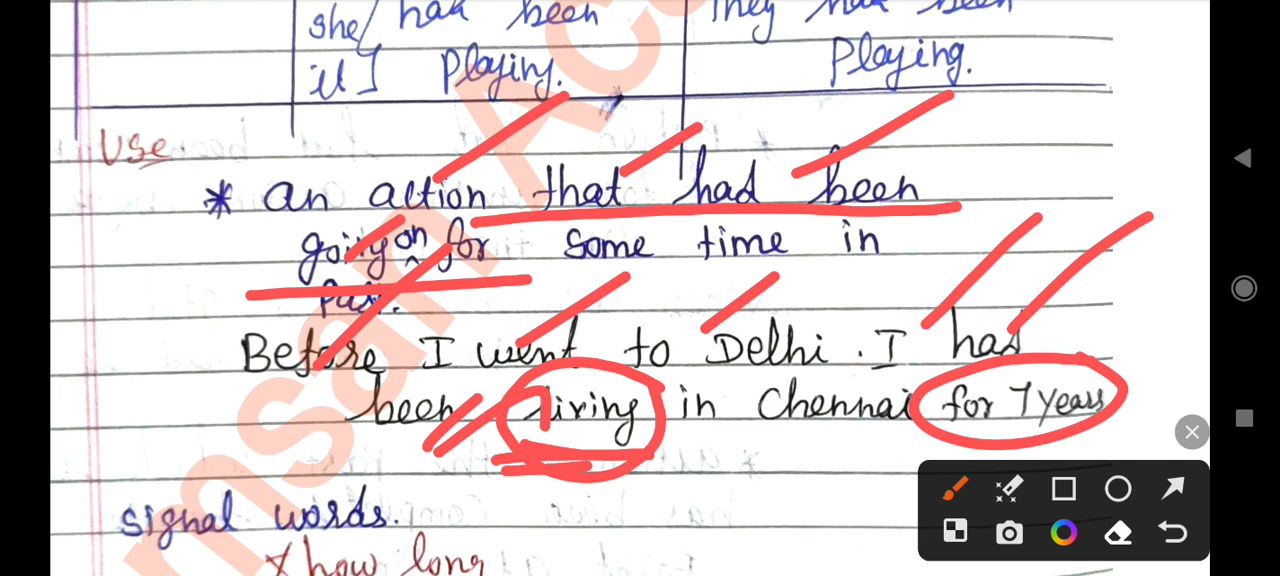 she/ had been
They had been
it] Playing.
Playing.
Use
* an action that had been
going on for some time in
past.
Before I went to Delhi . I had
been living in Chennai for 7 years
signal words.
* how long